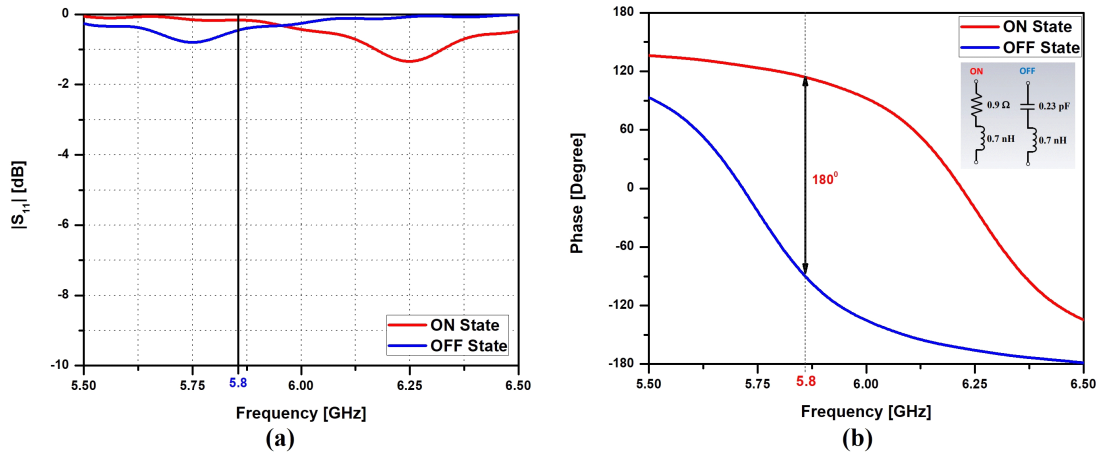 0
-2
-4
-6
-8
-10
|S11| [dB]
ON State
OFF State
5.50
5.75
5.8
6.00
6.25
6.50
Frequency [GHz]
(a)
180
120
60
0
-60
-120
-180
Phase [Degree]
ON State
OFF State
ON
OFF
0.9 Ω
0.23 pF
0.7 nH
0.7 nH
180⁰
5.50
5.75
5.8
6.00
6.25
6.50
Frequency [GHz]
(b)